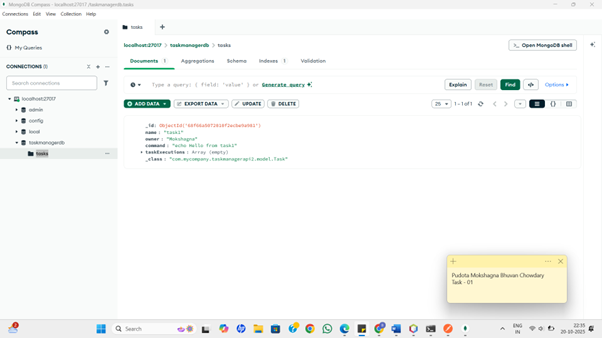 MongoDB Compass - localhost:27017/taskmanagerdb.tasks
Connections Edit View Collection Help
Compass
My Queries
CONNECTIONS (1)
Search connections
localhost:27017
admin
config
local
taskmanagerdb
tasks
tasks
localhost:27017 > taskmanagerdb > tasks
>_ Open MongoDB shell
Documents 1 Aggregations Schema Indexes 1 Validation
Type a query: { field: 'value' } or Generate query
Explain Reset Find </> Options
ADD DATA EXPORT DATA UPDATE DELETE
25 1 – 1 of 1
name : "task1"
owner : "Mokshagna"
command : "echo Hello from task1"
taskExecutions : Array (empty)
_class : "com.mycompany.taskmanagerapi2.model.Task"
Pudota Mokshagna Bhuvan Chowdary
Task - 01
Search
ENG
IN
22:35
20-10-2025